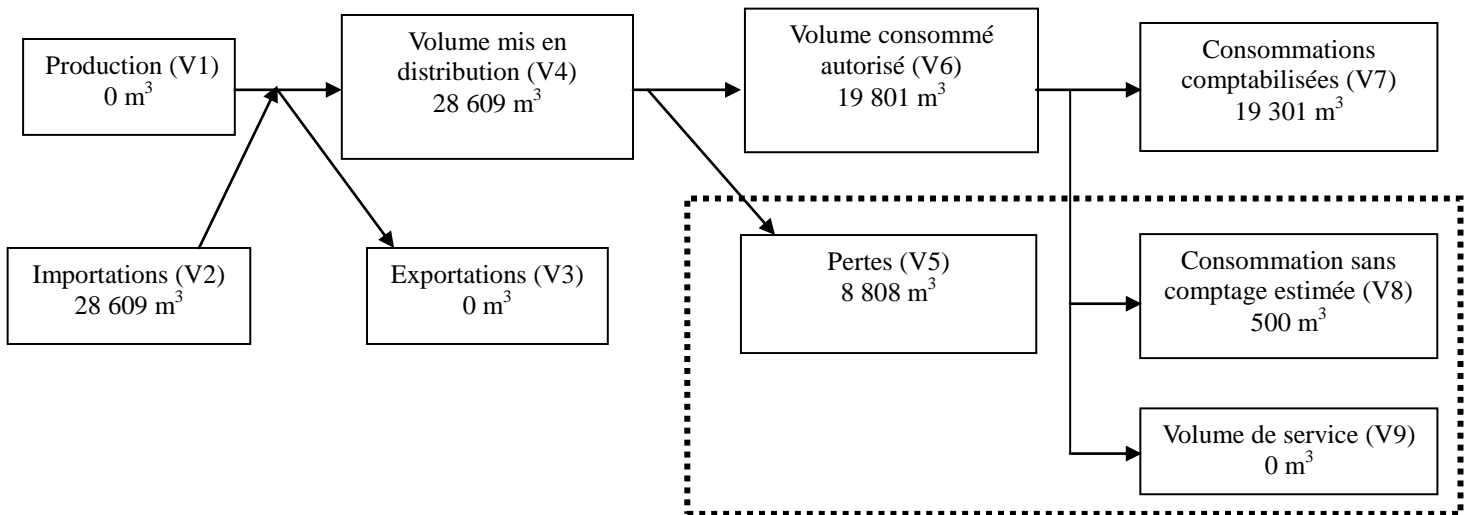 Production (V1)
0 m³
Volume mis en
distribution (V4)
28 609 m³
Volume consommé
autorisé (V6)
19 801 m³
Consommations
comptabilisées (V7)
19 301 m³
Importations (V2)
28 609 m³
Exportations (V3)
0 m³
Pertes (V5)
8 808 m³
Consommation sans
comptage estimée (V8)
500 m³
Volume de service (V9)
0 m³